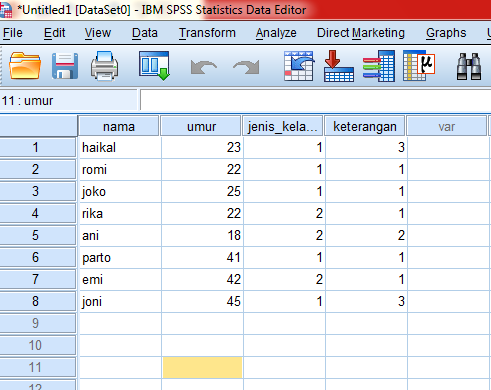 *Untitled1 [DataSet0] - IBM SPSS Statistics Data Editor
File Edit View Data Transform Analyze Direct Marketing Graphs
11 : umur
nama umur jenis_kela... keterangan var
1 haikal 23 1 3
2 romi 22 1 1
3 joko 25 1 1
4 rika 22 2 1
5 ani 18 2 2
6 parto 41 1 1
7 emi 42 2 1
8 joni 45 1 3
9
10
11
12